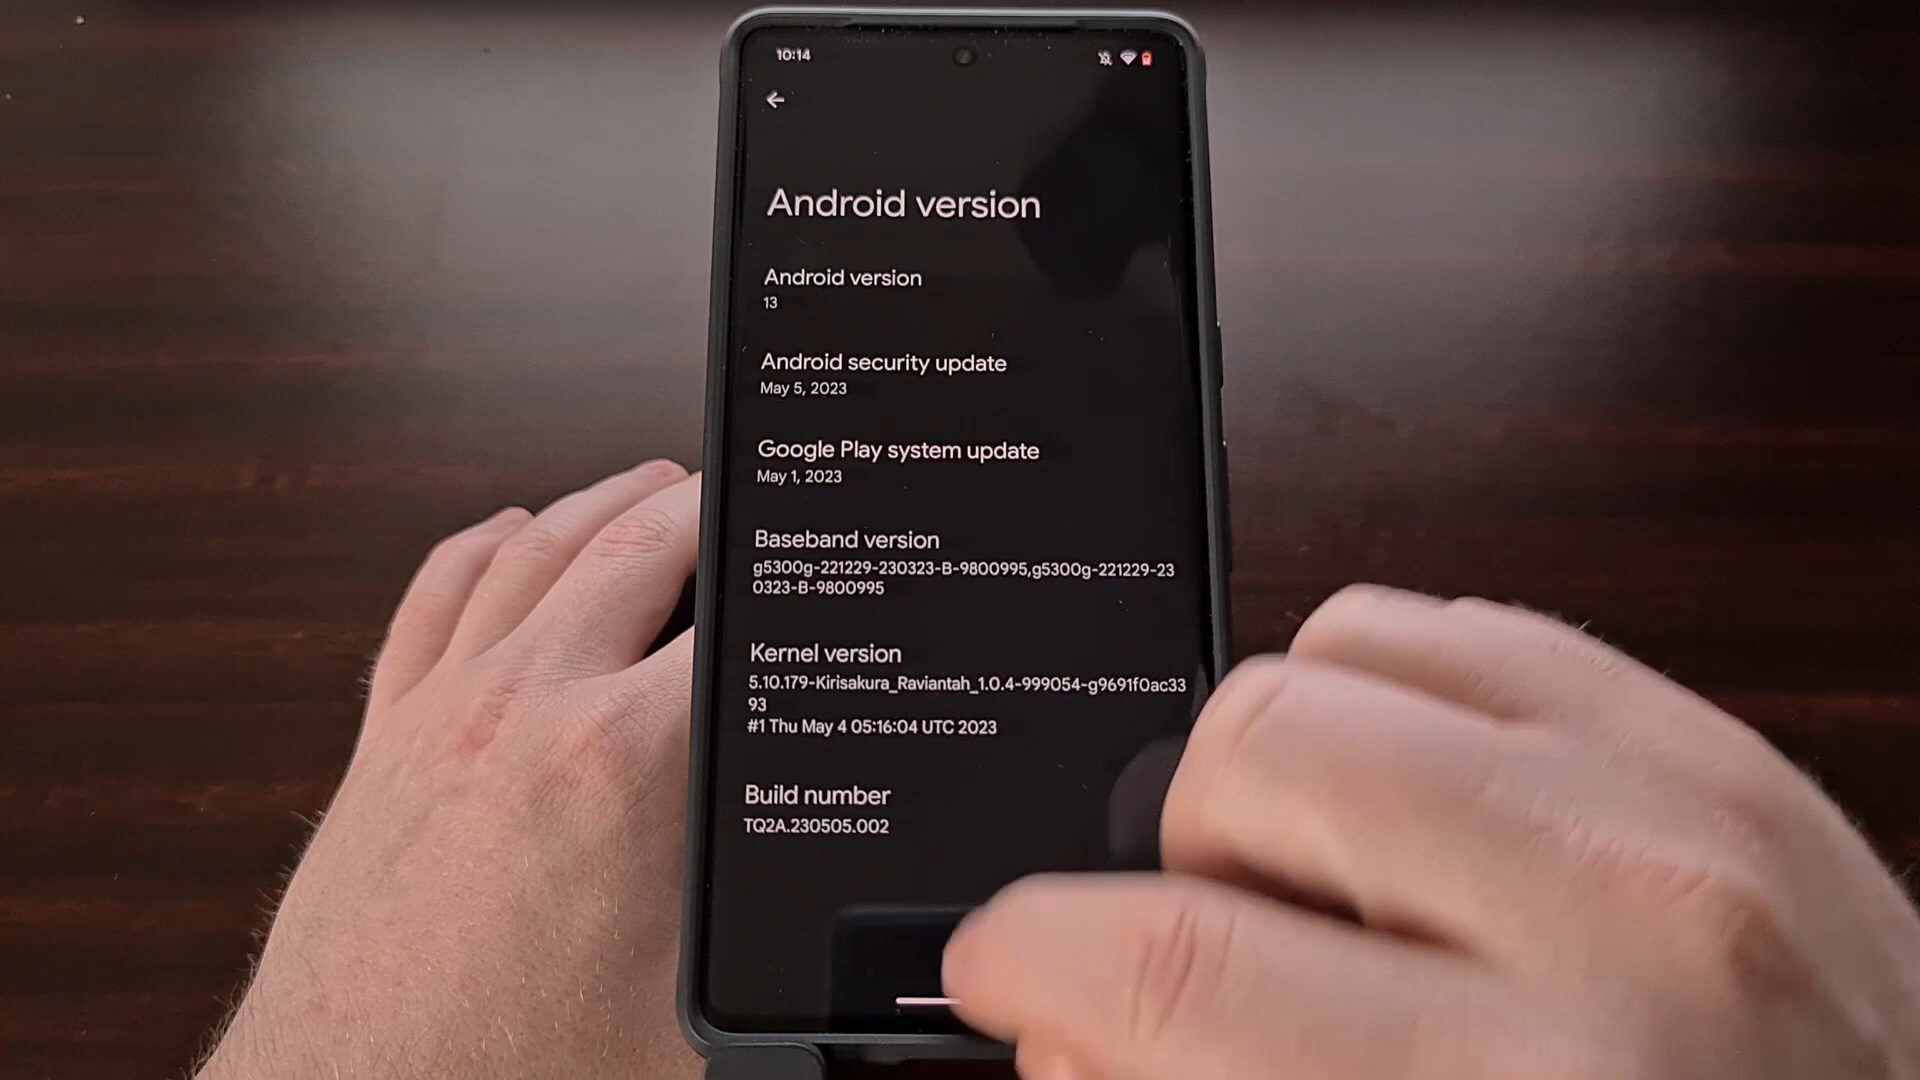 10:14
Android version
Android version
13
Android security update
May 5, 2023
Google Play system update
May 1, 2023
Baseband version
g5300g-221229-230323-B-9800995,g5300g-221229-23
0323-B-9800995
Kernel version
5.10.179-Kirisakura_Raviantah_1.0.4-999054-g9691f0ac33
93
#1 Thu May 4 05:16:04 UTC 2023
Build number
TQ2A.230505.002